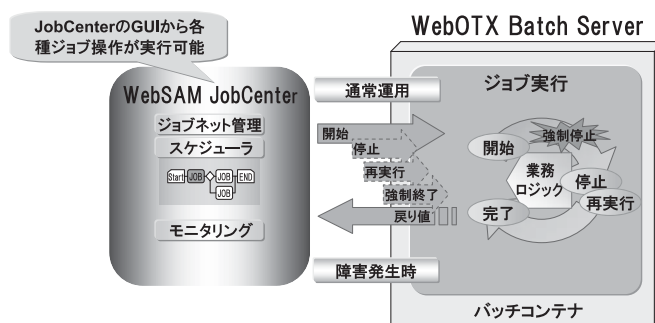 JobCenterのGUIから各
種ジョブ操作が実行可能
WebOTX Batch Server
WebSAM JobCenter
ジョブネット管理
スケジューラ
Start JOB JOB END
JOB
モニタリング
通常運用
開始
停止
再実行
強制終了
戻り値
障害発生時
ジョブ実行
強制停止
開始
業務
ロジック
停止
再実行
完了
バッチコンテナ